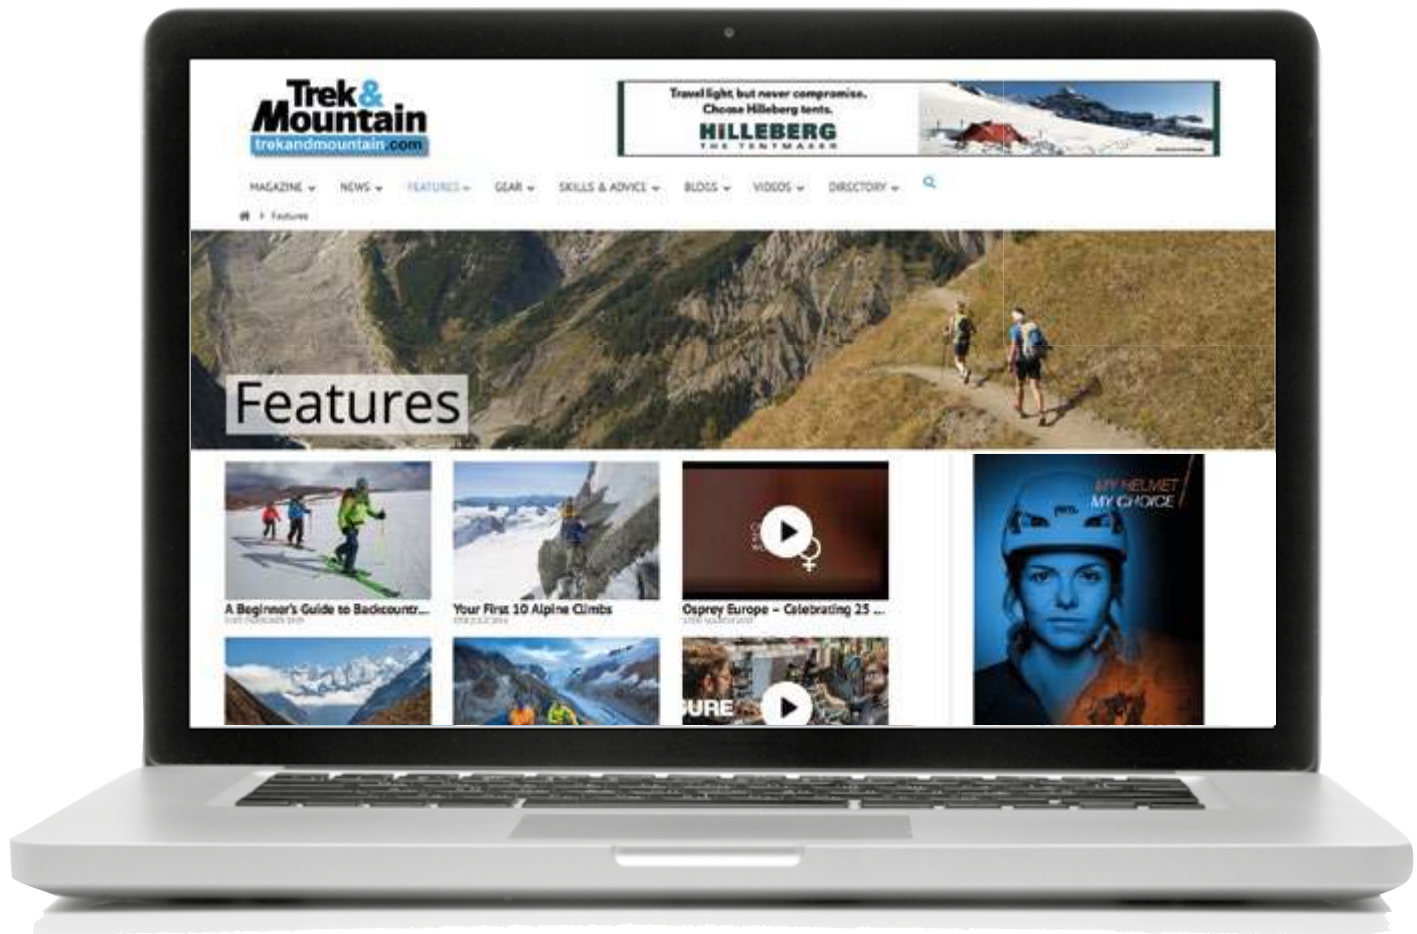 Trek&
Mountain
trekandmountain.com
Travel light, but never compromise.
Choose Hilleberg tents.
HILLEBERG
THE TENTMAKER
MAGAZINE NEWS FEATURES GEAR SKILLS & ADVICE BLOGS VIDEOS DIRECTORY
Features
Features
MY HELMET
MY CHOICE
PETZL
A Beginner's Guide to Backcountr...
Your First 10 Alpine Climbs
Osprey Europe – Celebrating 25 ...
SURE